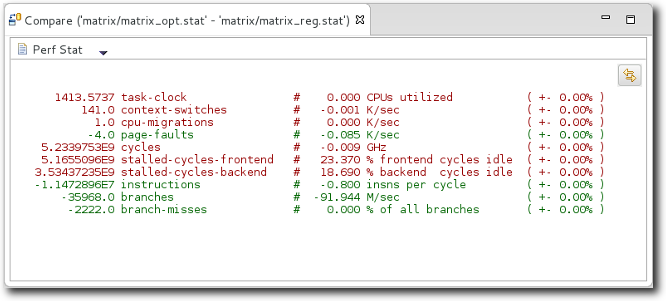 Compare ('matrix/matrix_opt.stat' - 'matrix/matrix_reg.stat')
Perf Stat
1413.5737 task-clock # 0.000 CPUs utilized ( +- 0.00% )
141.0 context-switches # -0.001 K/sec ( +- 0.00% )
1.0 cpu-migrations # 0.000 K/sec ( +- 0.00% )
-4.0 page-faults # -0.085 K/sec ( +- 0.00% )
5.2339753E9 cycles # -0.009 GHz ( +- 0.00% )
5.1655096E9 stalled-cycles-frontend # 23.370 % frontend cycles idle ( +- 0.00% )
3.53437235E9 stalled-cycles-backend # 18.690 % backend cycles idle ( +- 0.00% )
-1.1472896E7 instructions # -0.800 insns per cycle ( +- 0.00% )
-35968.0 branches # -91.944 M/sec ( +- 0.00% )
-2222.0 branch-misses # 0.000 % of all branches ( +- 0.00% )